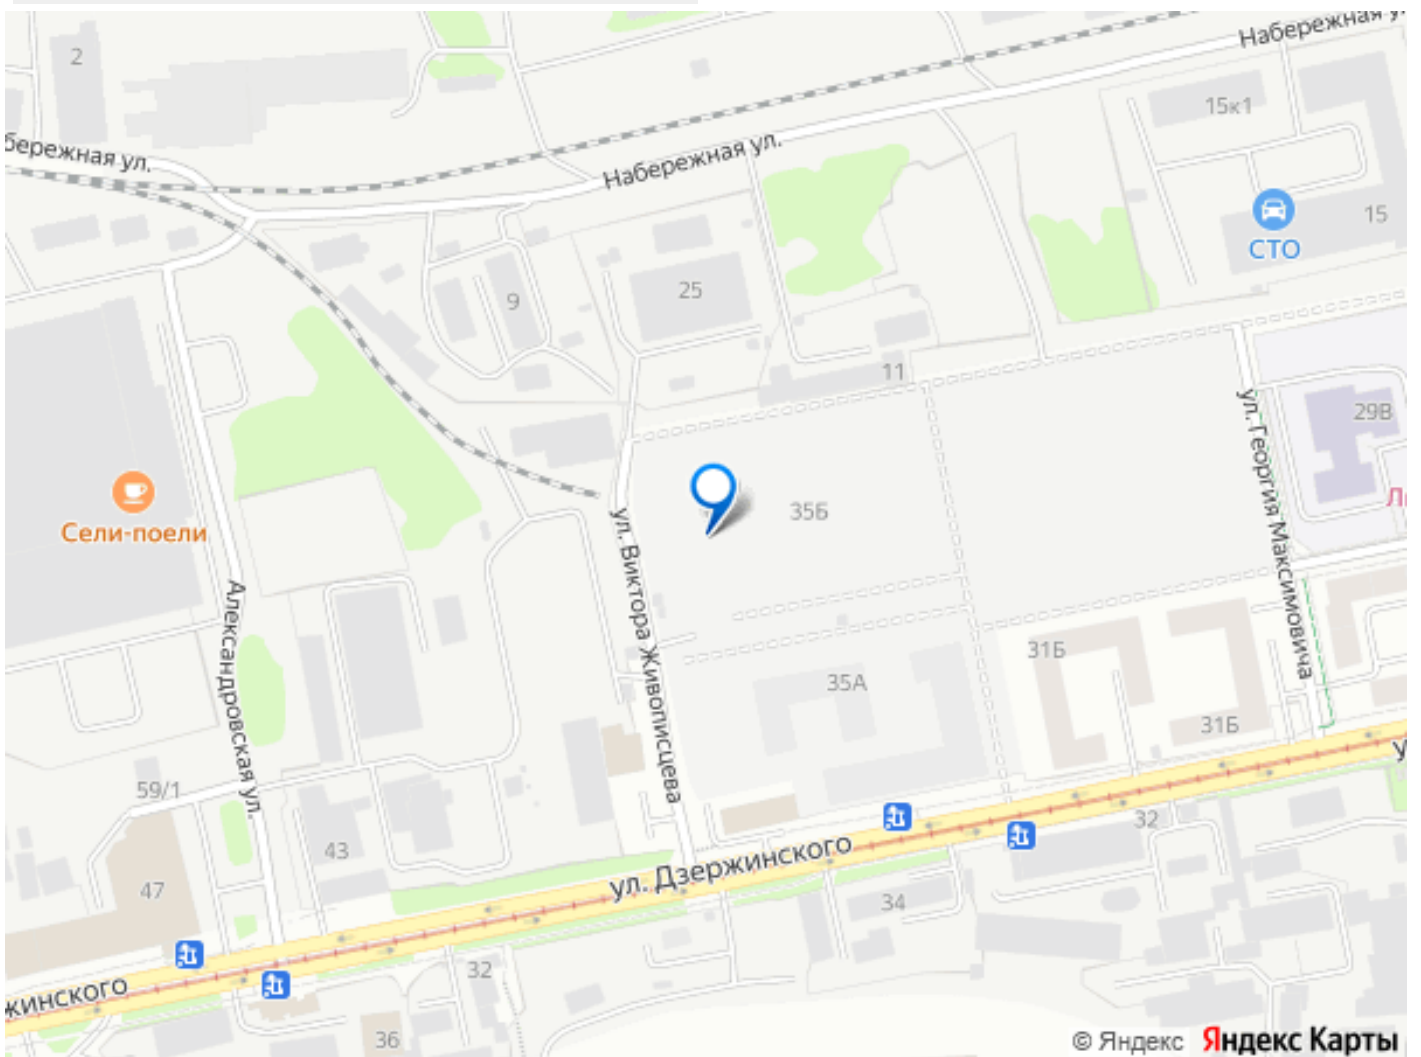 2
Набережная у.
15к1
бережная ул.
Набережная ул.
15
СТО
9
25
11
29В
ул. Георгия Максимовича
Сели-поели
35Б
ул. Виктора Живописцева
Александровская ул.
31Б
35А
31Б
59/1
32
43
ул. Дзержинского
47
34
32
жинского
36
© Яндекс Яндекс Карты